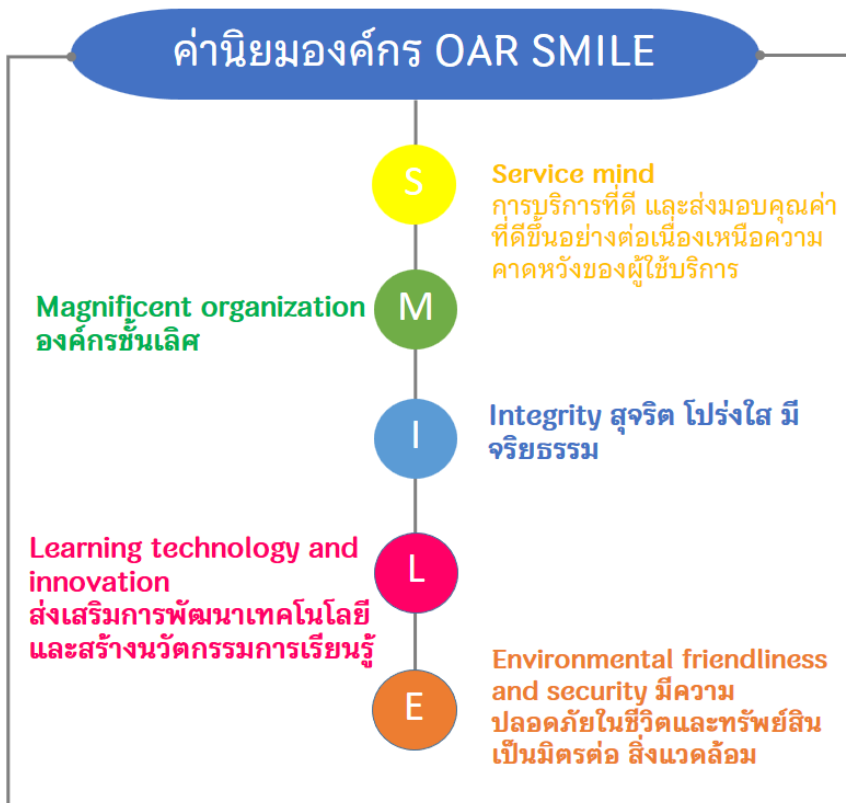 ค่านิยมองค์กร OAR SMILE
S
Service mind
การบริการที่ดี และส่งมอบคุณค่า
ที่ดีขึ้นอย่างต่อเนื่องเหนือความ
คาดหวังของผู้ใช้บริการ
M
Magnificent organization
องค์กรชั้นเลิศ
I
Integrity สุจริต โปร่งใส มี
จริยธรรม
L
Learning technology and
innovation
ส่งเสริมการพัฒนาเทคโนโลยี
และสร้างนวัตกรรมการเรียนรู้
E
Environmental friendliness
and security มีความ
ปลอดภัยในชีวิตและทรัพย์สิน
เป็นมิตรต่อ สิ่งแวดล้อม